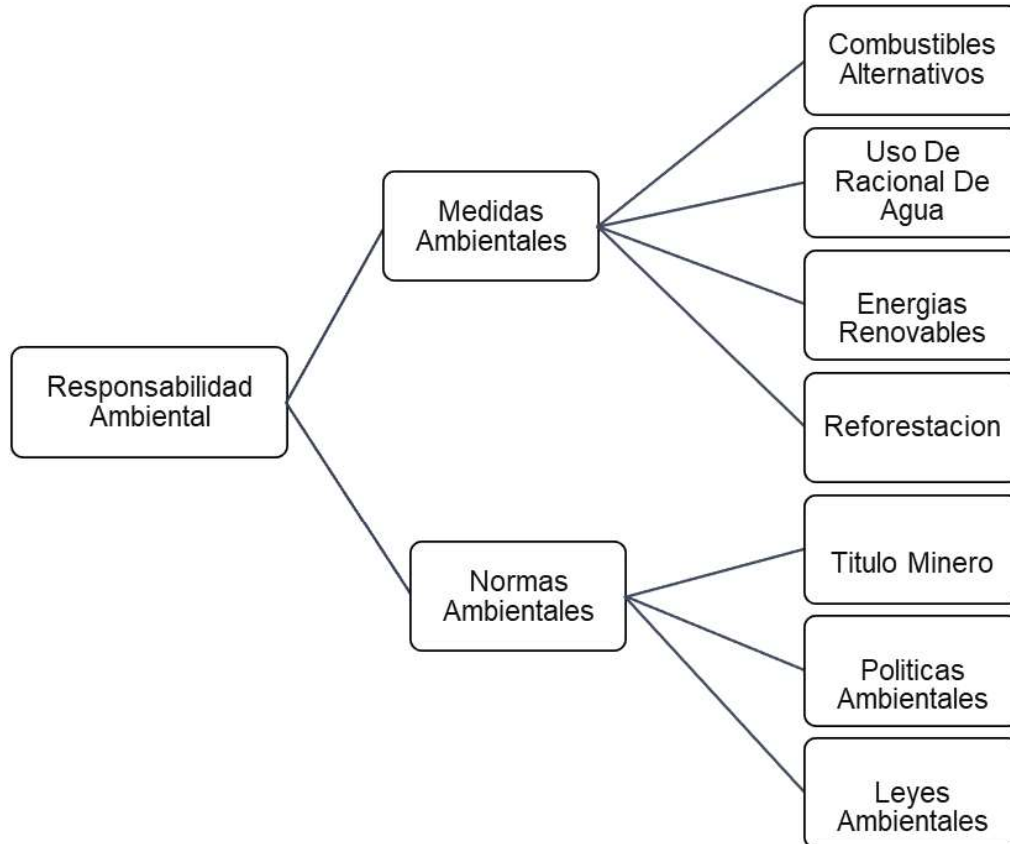 Combustibles
Alternativos
Uso De
Racional De
Agua
Medidas
Ambientales
Energias
Renovables
Responsabilidad
Ambiental
Reforestacion
Titulo Minero
Normas
Ambientales
Politicas
Ambientales
Leyes
Ambientales